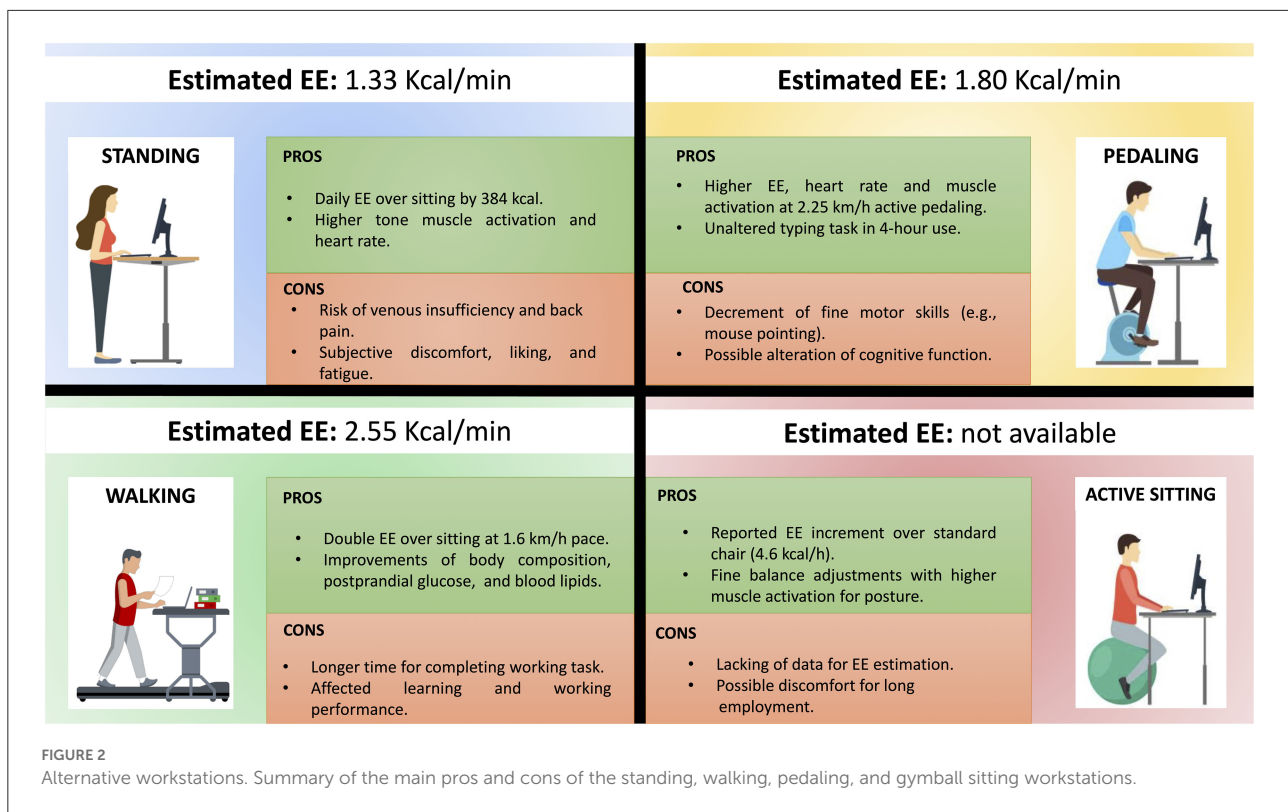 Estimated EE: 1.33 Kcal/min
STANDING
PROS
• Daily EE over sitting by 384 kcal.
• Higher tone muscle activation and
heart rate.
CONS
• Risk of venous insufficiency and back
pain.
• Subjective discomfort, liking, and
fatigue.
Estimated EE: 1.80 Kcal/min
PROS
• Higher EE, heart rate and muscle
activation at 2.25 km/h active pedaling.
• Unaltered typing task in 4-hour use.
CONS
• Decrement of fine motor skills (e.g.,
mouse pointing).
• Possible alteration of cognitive function.
PEDALING
Estimated EE: 2.55 Kcal/min
WALKING
PROS
• Double EE over sitting at 1.6 km/h pace.
• Improvements of body composition,
postprandial glucose, and blood lipids.
CONS
• Longer time for completing working task.
• Affected learning and working
performance.
Estimated EE: not available
PROS
• Reported EE increment over standard
chair (4.6 kcal/h).
• Fine balance adjustments with higher
muscle activation for posture.
CONS
• Lacking of data for EE estimation.
• Possible discomfort for long
employment.
ACTIVE SITTING
FIGURE 2
Alternative workstations. Summary of the main pros and cons of the standing, walking, pedaling, and gymball sitting workstations.